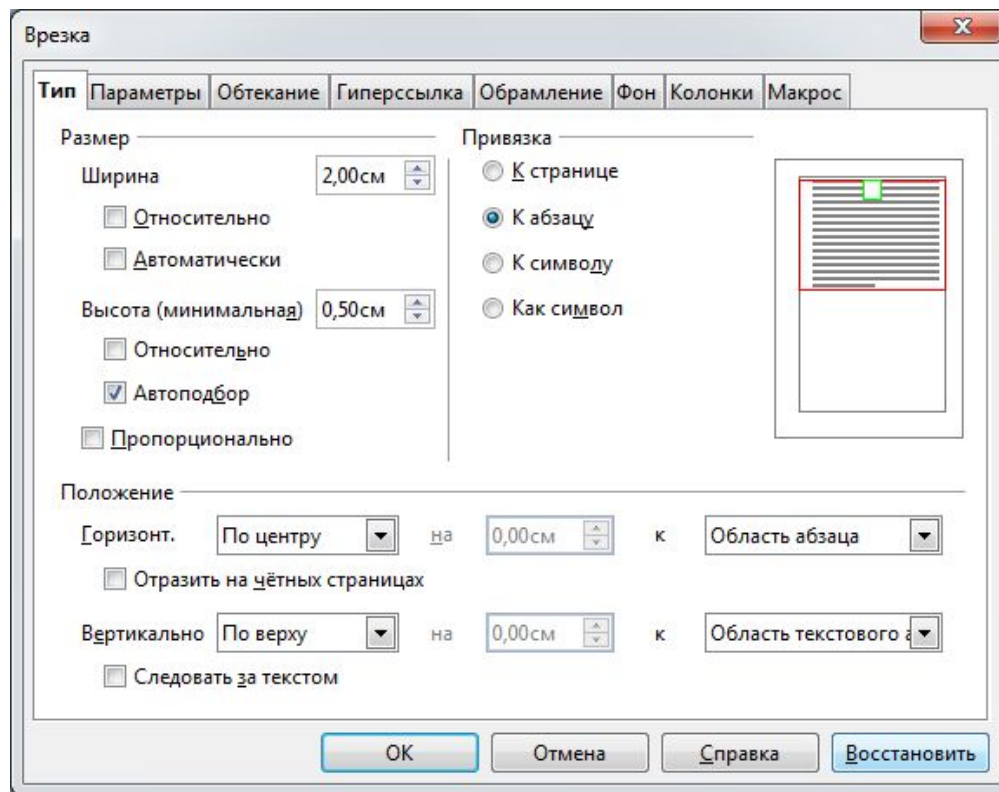 Врезка
Тип Параметры Обтекание Гиперссылка Обрамление Фон Колонки Макрос
Размер Привязка
Ширина 2,00см К странице
Относительно К абзацу
Автоматически К символу
Высота (минимальная) 0,50см Как символ
Относительно
Автоподбор
Пропорционально
Положение
Горизонт. По центру на 0,00см к Область абзаца
Отразить на чётных страницах
Вертикально По верху на 0,00см к Область текстового а
Следовать за текстом
ОК Отмена Справка Восстановить